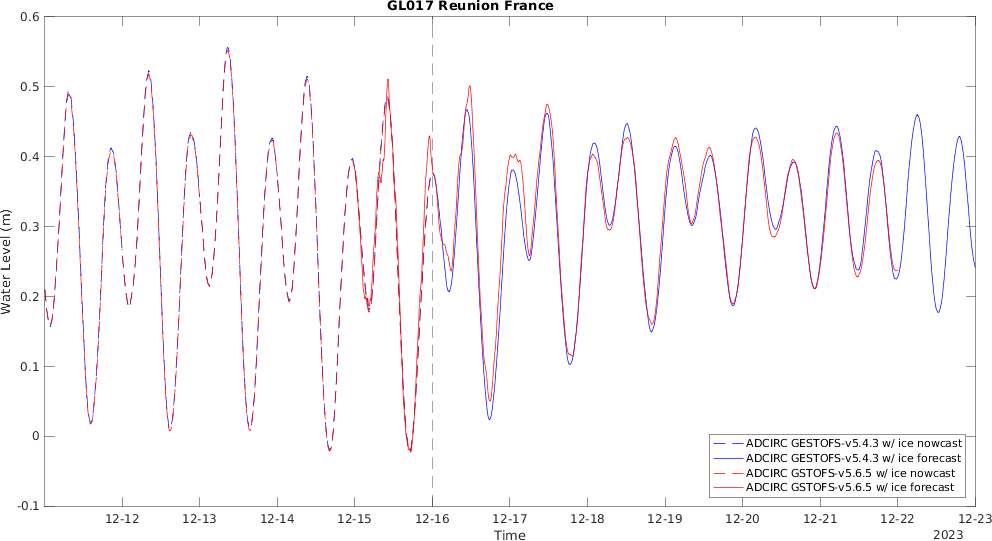 GL017 Reunion France
0.6
0.5
0.4
0.3
0.2
0.1
0
-0.1
Water Level (m)
ADCIRC GESTOFS-v5.4.3 w/ ice nowcast
ADCIRC GESTOFS-v5.4.3 w/ ice forecast
ADCIRC GSTOFS-v5.6.5 w/ ice nowcast
ADCIRC GSTOFS-v5.6.5 w/ ice forecast
12-12 12-13 12-14 12-15 12-16 12-17 12-18 12-19 12-20 12-21 12-22 12-23
Time 2023